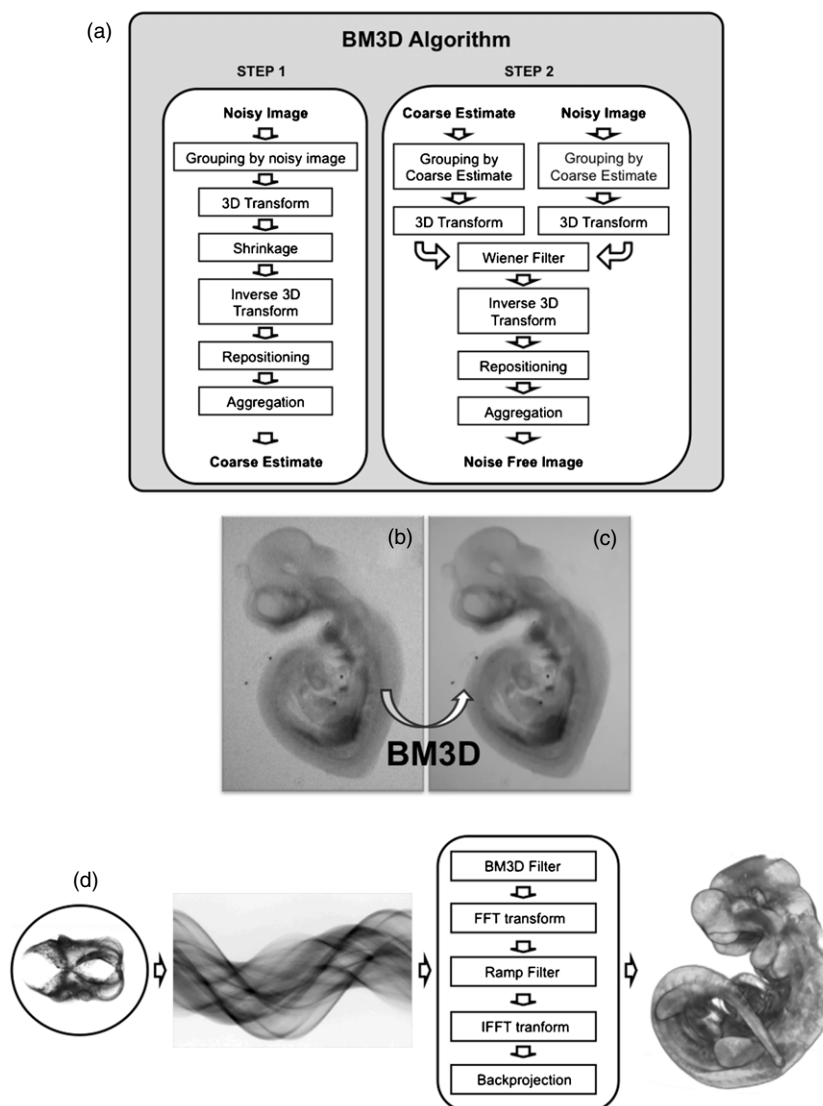 (a)
BM3D Algorithm
STEP 1
Noisy Image
Grouping by noisy image
3D Transform
Shrinkage
Inverse 3D
Transform
Repositioning
Aggregation
Coarse Estimate
STEP 2
Coarse Estimate
Noisy Image
Grouping by
Coarse Estimate
Grouping by
Coarse Estimate
3D Transform
3D Transform
Wiener Filter
Inverse 3D
Transform
Repositioning
Aggregation
Noise Free Image
(b)
(c)
BM3D
(d)
BM3D Filter
FFT transform
Ramp Filter
IFFT tranform
Backprojection